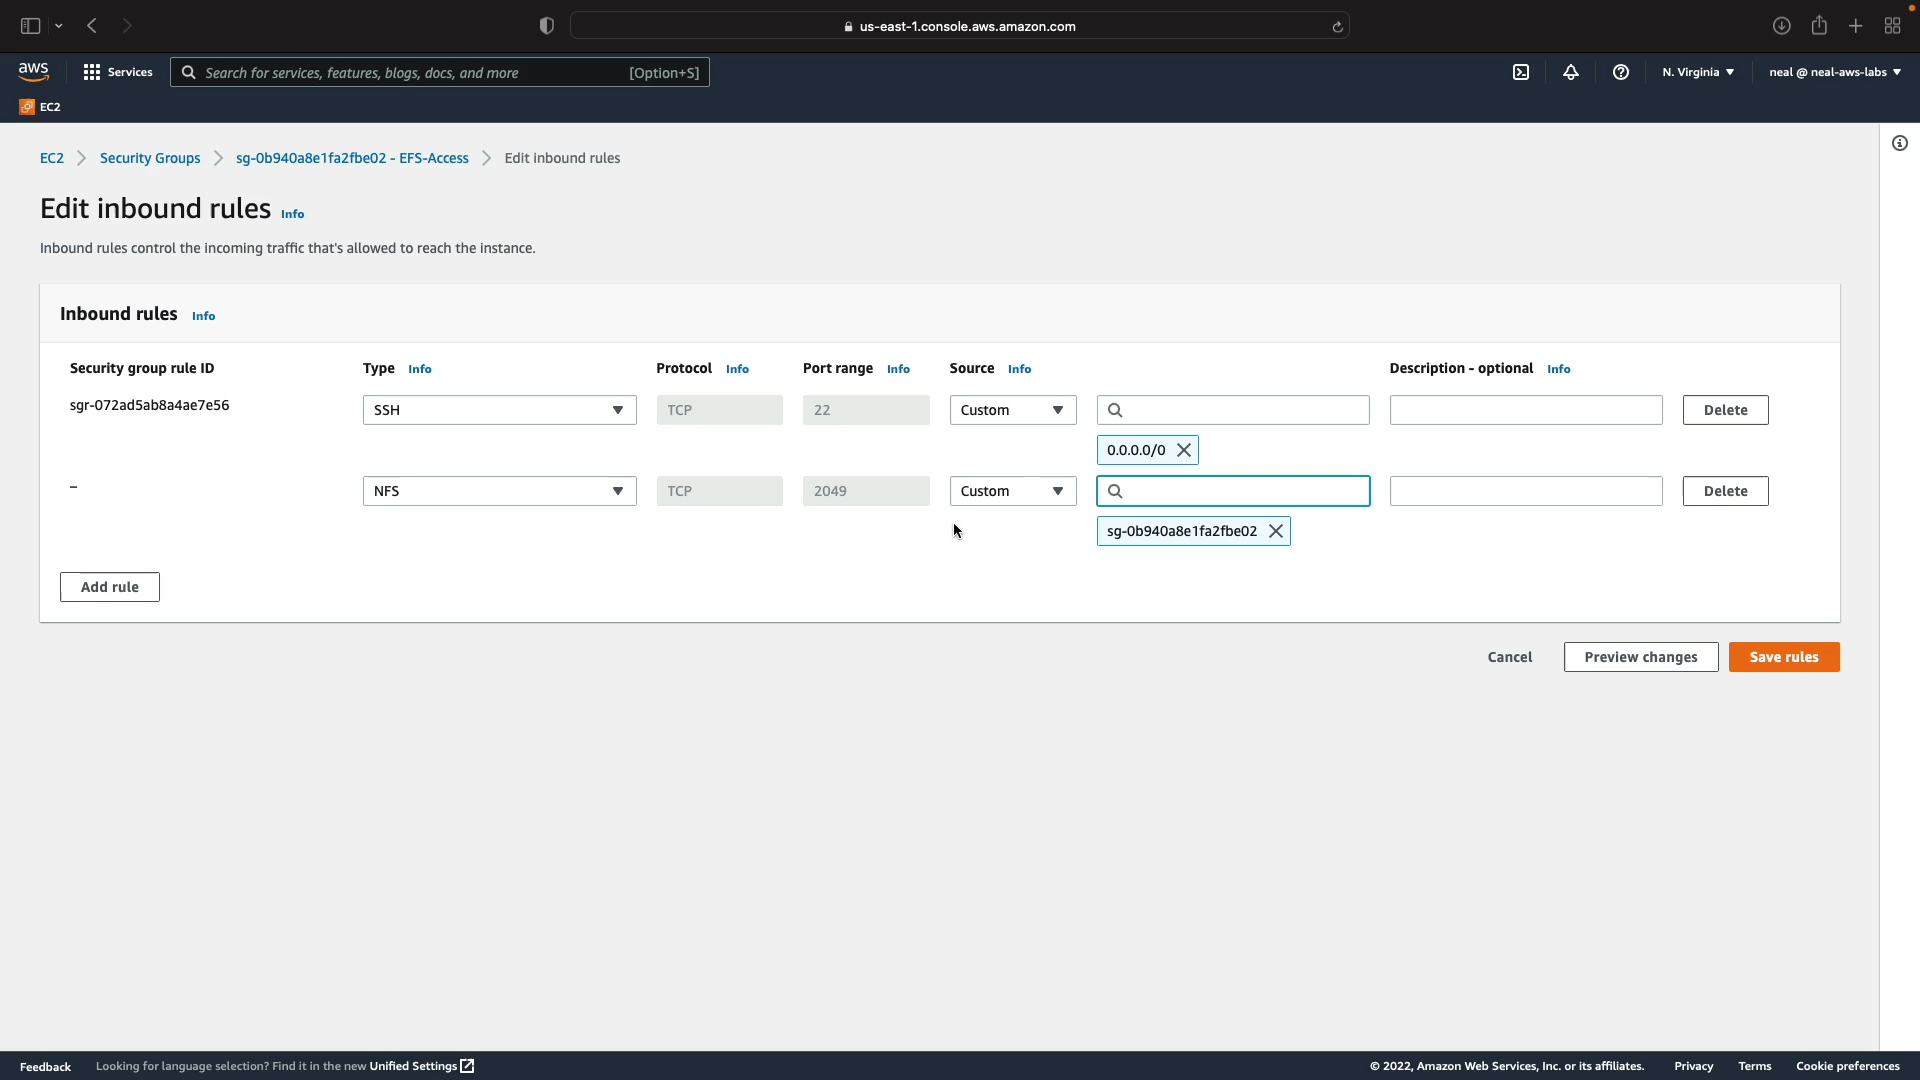 us-east-1.console.aws.amazon.com
aws
Services
Search for services, features, blogs, docs, and more
[Option+S]
N. Virginia
neal @ neal-aws-labs
EC2
EC2 Security Groups sg-0b940a8e1fa2fbe02 - EFS-Access Edit inbound rules
Edit inbound rules Info
Inbound rules control the incoming traffic that's allowed to reach the instance.
Inbound rules Info
Security group rule ID Type Info Protocol Info Port range Info Source Info Description - optional Info
sgr-072ad5ab8a4ae7e56 SSH TCP 22 Custom Delete
0.0.0.0/0
– NFS TCP 2049 Custom Delete
sg-0b940a8e1fa2fbe02
Add rule
Cancel Preview changes Save rules
Feedback Looking for language selection? Find it in the new Unified Settings © 2022, Amazon Web Services, Inc. or its affiliates. Privacy Terms Cookie preferences